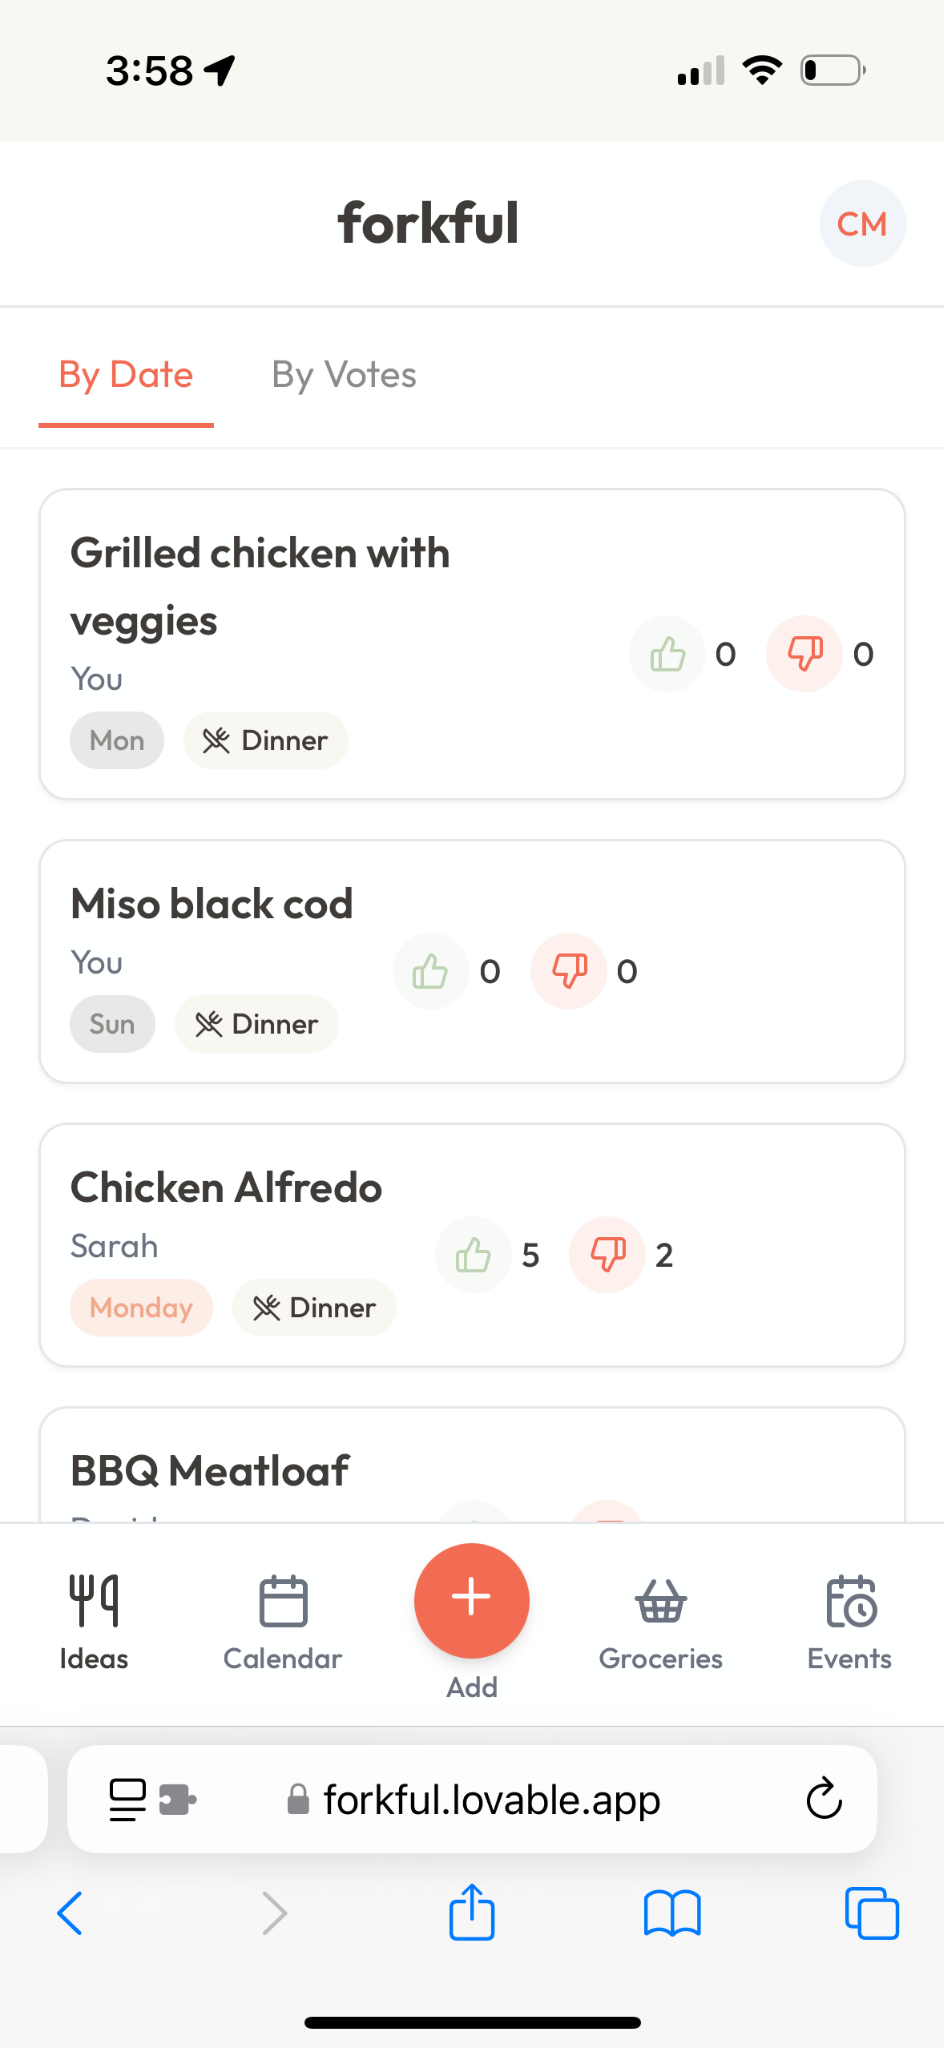 3:58
forkful
CM
By Date
By Votes
Grilled chicken with
veggies
You
0
0
Mon
Dinner
Miso black cod
You
0
0
Sun
Dinner
Chicken Alfredo
Sarah
5
2
Monday
Dinner
BBQ Meatloaf
Ideas
Calendar
Add
Groceries
Events
forkful.lovable.app